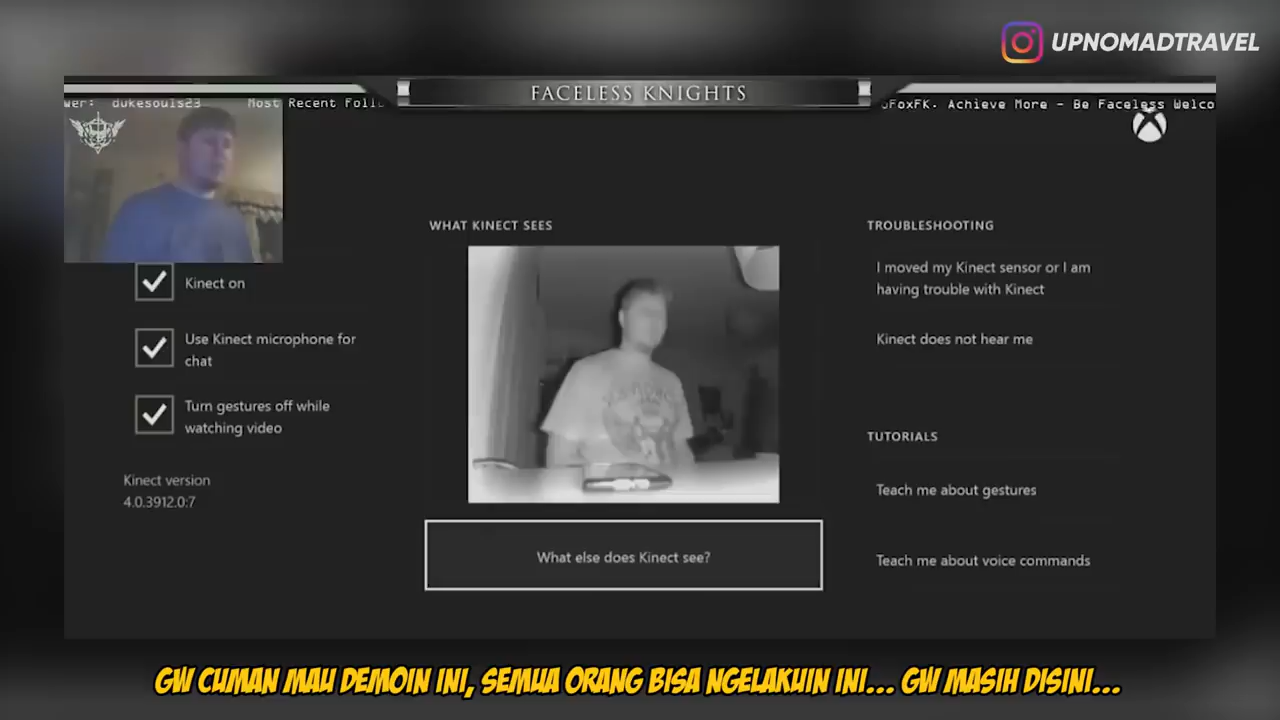 UPNOMADTRAVEL
FACELESS KNIGHTS
wer: dukesouls23 Most Recent Foll
oFoxFK. Achieve More - Be Faceless Welco
WHAT KINECT SEES
TROUBLESHOOTING
Kinect on
I moved my Kinect sensor or I am
having trouble with Kinect
Use Kinect microphone for
chat
Kinect does not hear me
Turn gestures off while
watching video
TUTORIALS
Kinect version
4.0.3912.0:7
Teach me about gestures
What else does Kinect see?
Teach me about voice commands
GW CUMAN MAU DEMOIN INI, SEMUA ORANG BISA NGELAKUIN INI... GW MASIH DISINI...